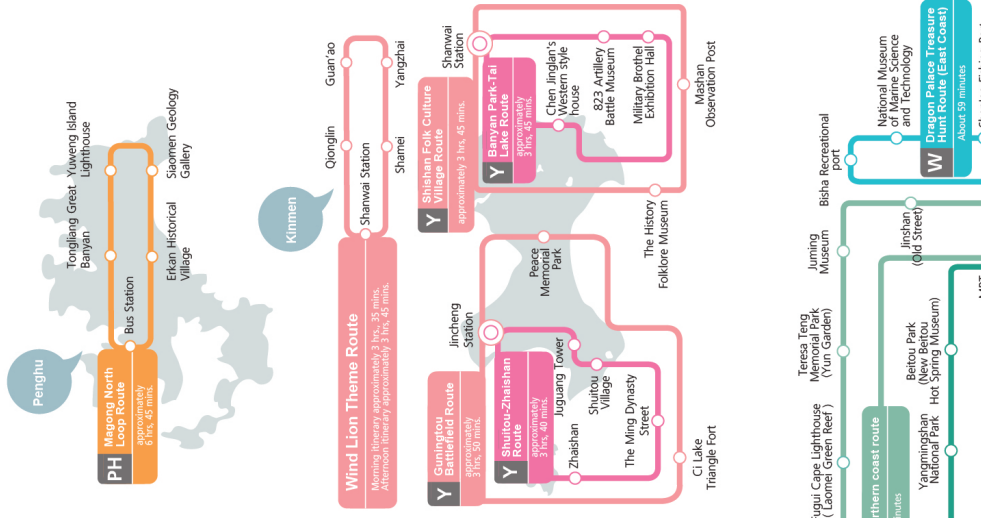 Penghu
PH
Magong North
Loop Route
approximately
6 hrs, 45 mins.
Bus Station
Tongliang Great
Banyan
Yuweng Island
Lighthouse
Erkan Historical
Village
Siaomen Geology
Gallery
Kinmen
Wind Lion Theme Route
Morning itinerary approximately 3 hrs, 35 mins.
Afternoon itinerary approximately 3 hrs, 45 mins.
Shanwai Station
Qionglin
Guan'ao
Shamei
Yangzhai
Y
Shishan Folk Culture
Village Route
approximately 3 hrs, 45 mins.
Shanwai
Station
Y
Banyan Park-Tai
Lake Route
approximately
3 hrs, 45 mins.
Chen Jinglan's
Western style
house
823 Artillery
Battle Museum
Military Brothel
Exhibition Hall
Mashan
Observation Post
The History
Folklore Museum
Y
Guningtou
Battlefield Route
approximately
3 hrs, 50 mins.
Jincheng
Station
Peace
Memorial
Park
Y
Shuitou-Zhaishan
Route
approximately
3 hrs, 40 mins.
Juguang Tower
Shuitou
Village
Zhaishan
The Ming Dynasty
Street
Ci Lake
Triangle Fort
W
Dragon Palace Treasure
Hunt Route (East Coast)
About 59 minutes
National Museum
of Marine Science
and Technology
Bisha Recreational
port
Juming
Museum
Jinshan
(Old Street)
Teresa Teng
Memorial Park
(Yun Garden)
Beitou Park
(New Beitou
Hot Spring Museum)
Cape Lighthouse
( Laomer Green Reef )
Yangmingshan
National Park
coast route